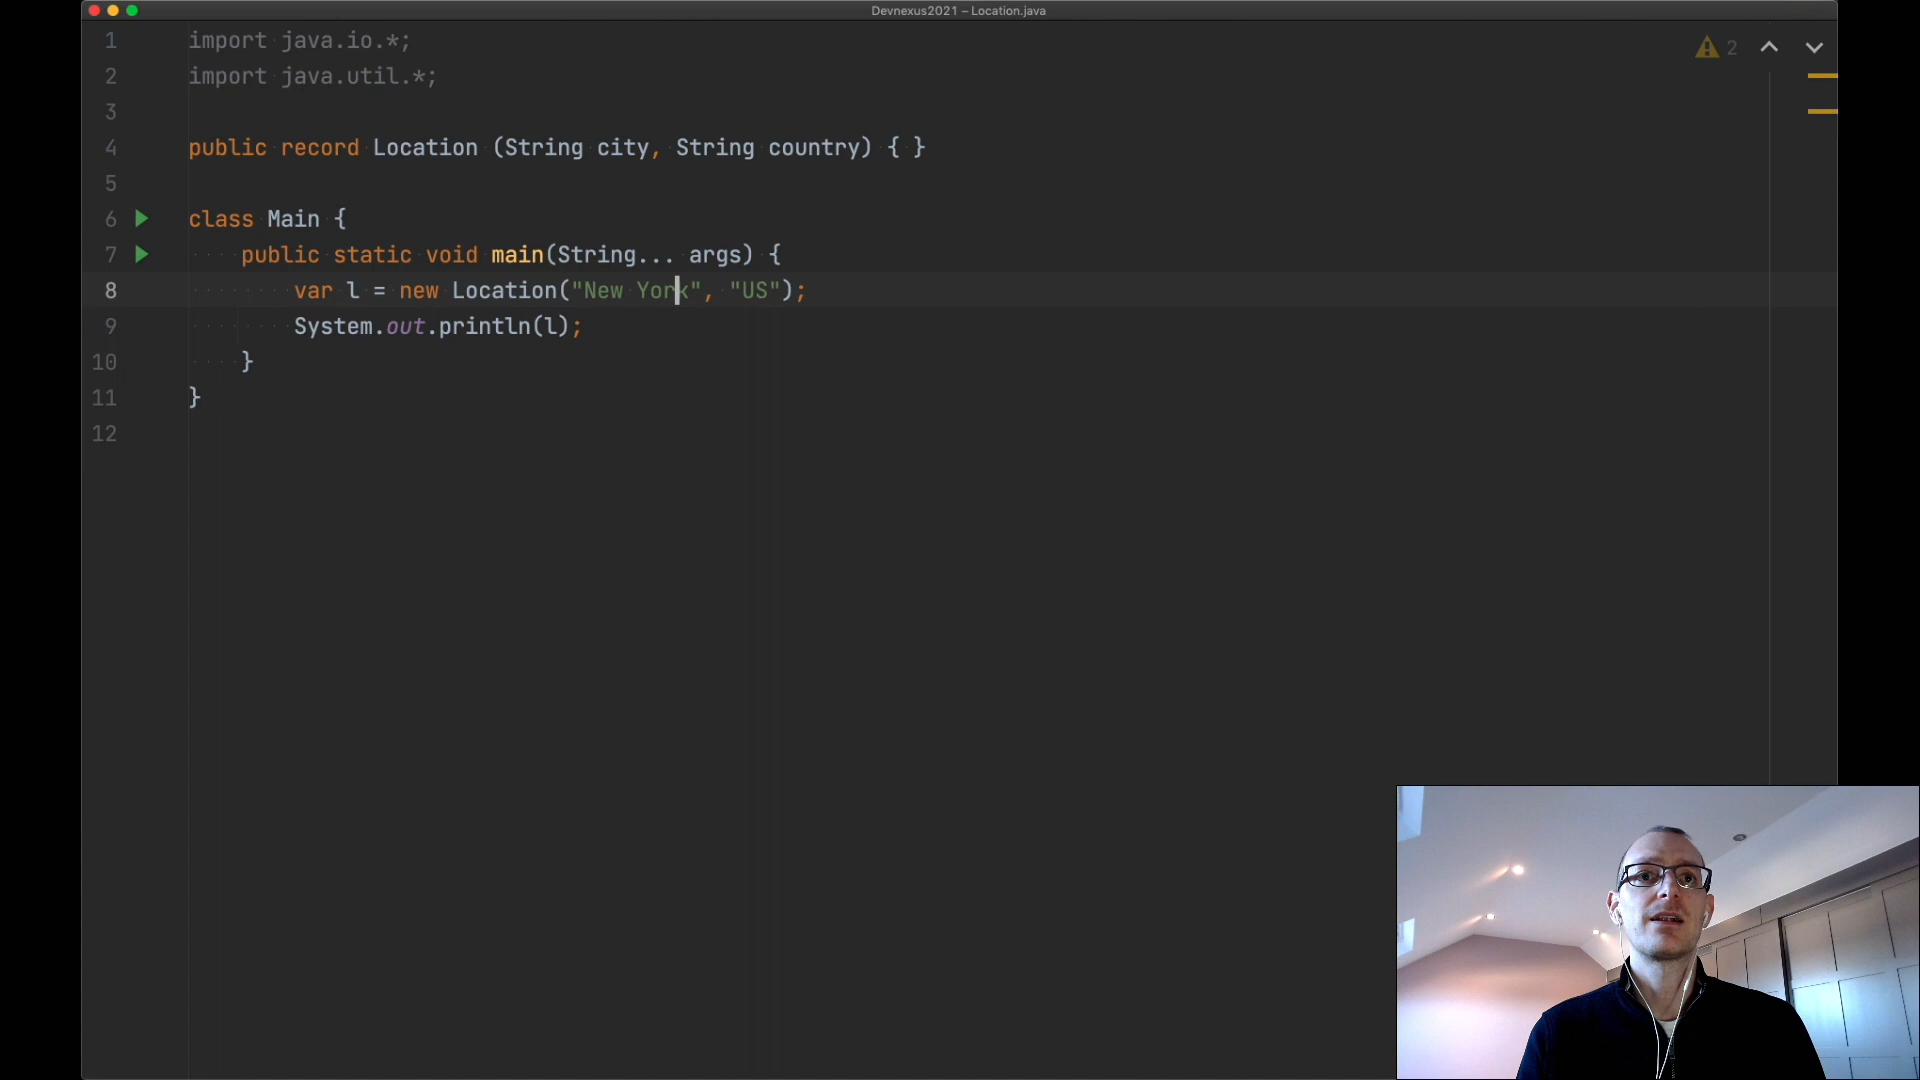 Devnexus2021 – Location.java
1 import java.io.*;
2 import java.util.*;
3
4 public record Location (String city, String country) { }
5
6 class Main {
7 public static void main(String... args) {
8 var l = new Location("New York", "US");
9 System.out.println(l);
10 }
11 }
12
2